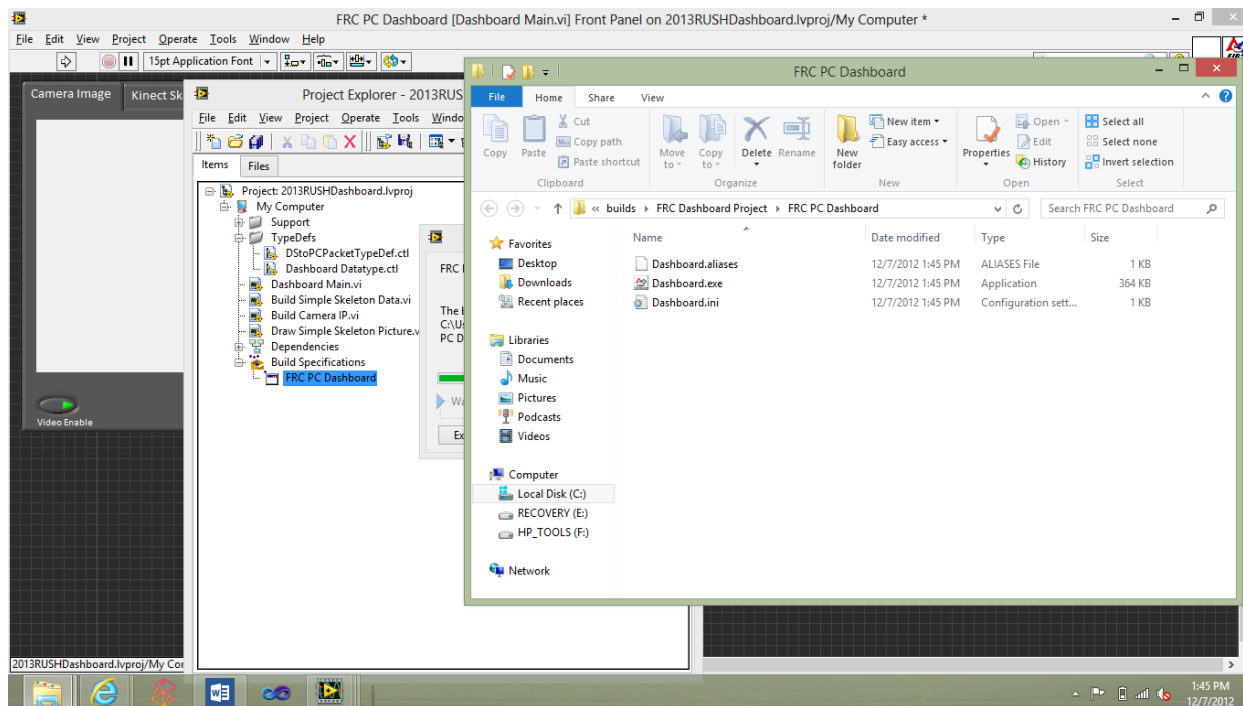 FRC PC Dashboard [Dashboard Main.vi] Front Panel on 2013RUSHDashboard.lvproj/My Computer *
File Edit View Project Operate Tools Window Help
15pt Application Font
Camera Image Kinect Sk
Video Enable
2013RUSHDashboard.lvproj/My Cor
Project Explorer - 2013RUS
File Edit View Project Operate Tools Windo
Items Files
Project: 2013RUSHDashboard.lvproj
My Computer
Support
TypeDefs
DStoPCPacketTypeDef.ctl
Dashboard Datatype.ctl
Dashboard Main.vi
Build Simple Skeleton Data.vi
Build Camera IP.vi
Draw Simple Skeleton Picture.v
Dependencies
Build Specifications
FRC PC Dashboard
FRC
The
C:\Us
PC D
Wa
Ex
FRC PC Dashboard
File Home Share View
Copy
Paste
Cut
Copy path
Paste shortcut
Clipboard
Move to
Copy to
Delete
Rename
Organize
New folder
New item
Easy access
New
Properties
Open
Edit
History
Open
Select all
Select none
Invert selection
Select
« builds FRC Dashboard Project FRC PC Dashboard
Search FRC PC Dashboard
Favorites
Desktop
Downloads
Recent places
Libraries
Documents
Music
Pictures
Podcasts
Videos
Computer
Local Disk (C:)
RECOVERY (E:)
HP_TOOLS (F:)
Network
Name Date modified Type Size
Dashboard.aliases 12/7/2012 1:45 PM ALIASES File 1 KB
Dashboard.exe 12/7/2012 1:45 PM Application 364 KB
Dashboard.ini 12/7/2012 1:45 PM Configuration sett... 1 KB
1:45 PM
12/7/2012